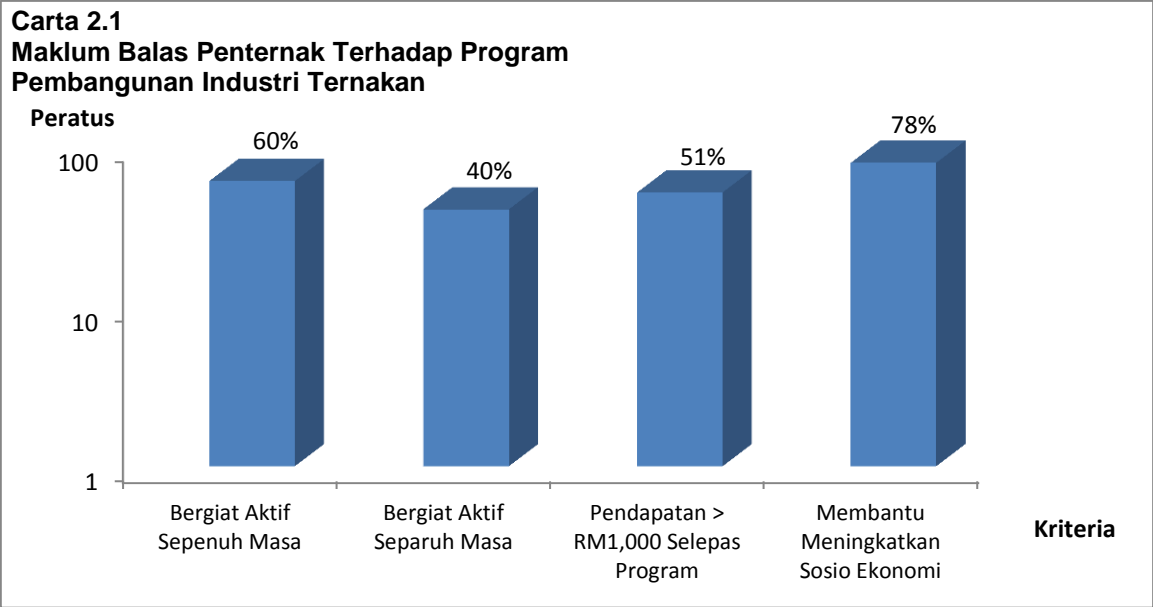 Carta 2.1
Maklum Balas Penternak Terhadap Program
Pembangunan Industri Ternakan
Peratus
100
10
1
60%
40%
51%
78%
Bergiat Aktif
Sepenuh Masa
Bergiat Aktif
Separuh Masa
Pendapatan >
RM1,000 Selepas
Program
Membantu
Meningkatkan
Sosio Ekonomi
Kriteria